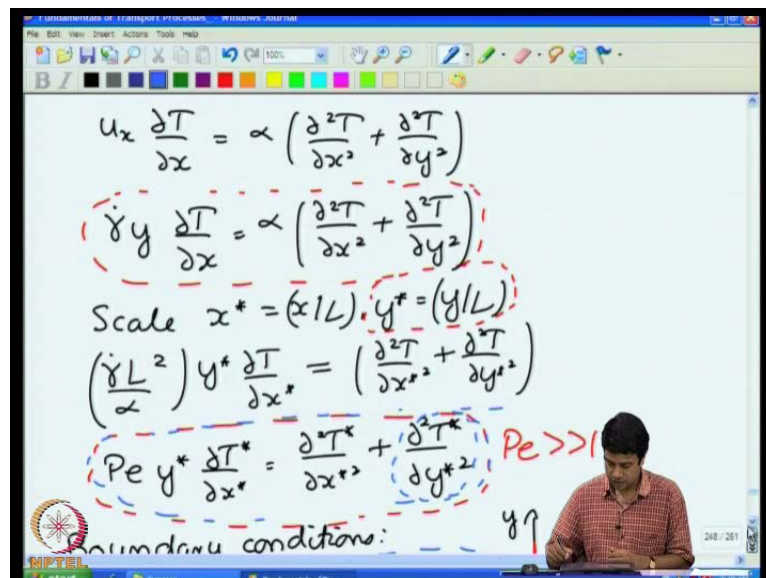 Fundamentals of Transport Processes_ - Windows Journal
File Edit View Insert Actions Tools Help
100%
B I
u_x ∂T/∂x = α (∂²T/∂x² + ∂²T/∂y²)
γ̇ y ∂T/∂x = α (∂²T/∂x² + ∂²T/∂y²)
Scale x* = (x/L), y* = (y/L)
(γ̇L²/α) y* ∂T/∂x* = (∂²T/∂x*² + ∂²T/∂y*²)
Pe y* ∂T*/∂x* = ∂²T*/∂x*² + ∂²T*/∂y*² Pe>>1
Boundary conditions: y↑
248 / 261
NPTEL
start